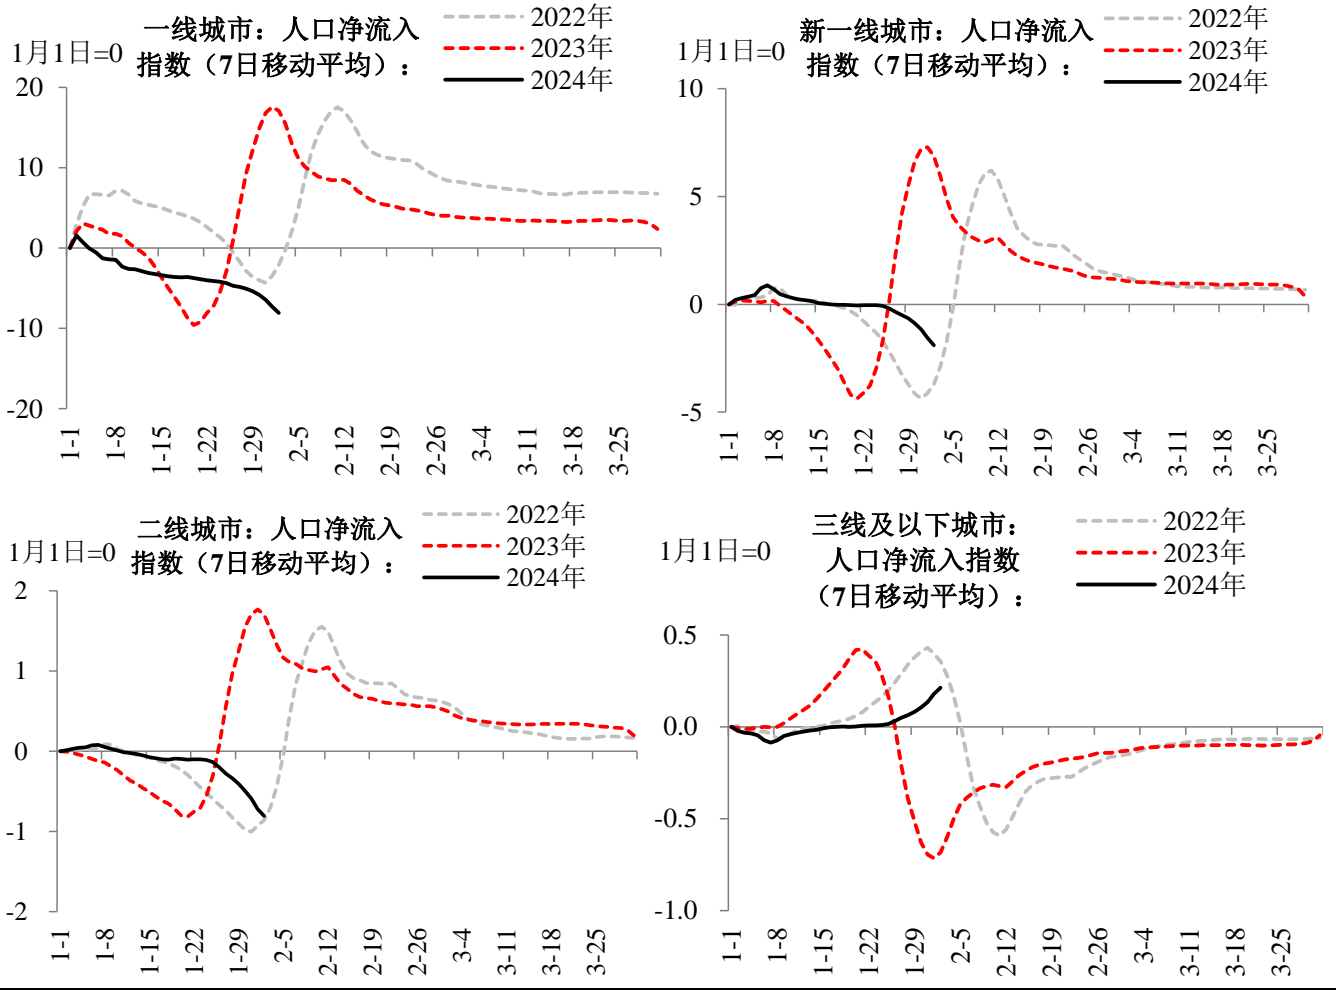 一线城市：人口净流入
指数（7日移动平均）：
1月1日=0
2022年
2023年
2024年
20
10
0
-10
-20
1-1
1-8
1-15
1-22
1-29
2-5
2-12
2-19
2-26
3-4
3-11
3-18
3-25
新一线城市：人口净流入
指数（7日移动平均）：
1月1日=0
2022年
2023年
2024年
10
5
0
-5
1-1
1-8
1-15
1-22
1-29
2-5
2-12
2-19
2-26
3-4
3-11
3-18
3-25
二线城市：人口净流入
指数（7日移动平均）：
1月1日=0
2022年
2023年
2024年
2
1
0
-1
-2
1-1
1-8
1-15
1-22
1-29
2-5
2-12
2-19
2-26
3-4
3-11
3-18
3-25
三线及以下城市：
人口净流入指数
（7日移动平均）：
1月1日=0
2022年
2023年
2024年
0.5
0.0
-0.5
-1.0
1-1
1-8
1-15
1-22
1-29
2-5
2-12
2-19
2-26
3-4
3-11
3-18
3-25